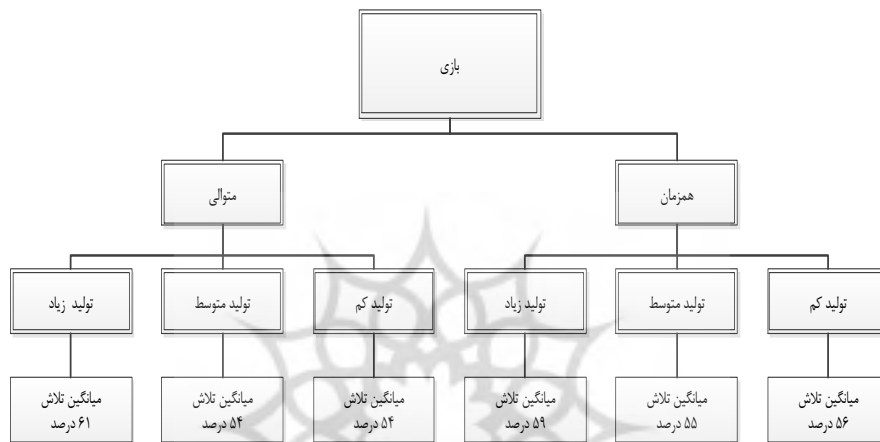 بازی
همزمان
متوالی
تولید کم
تولید متوسط
تولید زیاد
تولید کم
تولید متوسط
تولید زیاد
میانگین تلاش
۵۶ درصد
میانگین تلاش
۵۵ درصد
میانگین تلاش
۵۹ درصد
میانگین تلاش
۵۴ درصد
میانگین تلاش
۵۴ درصد
میانگین تلاش
۶۱ درصد